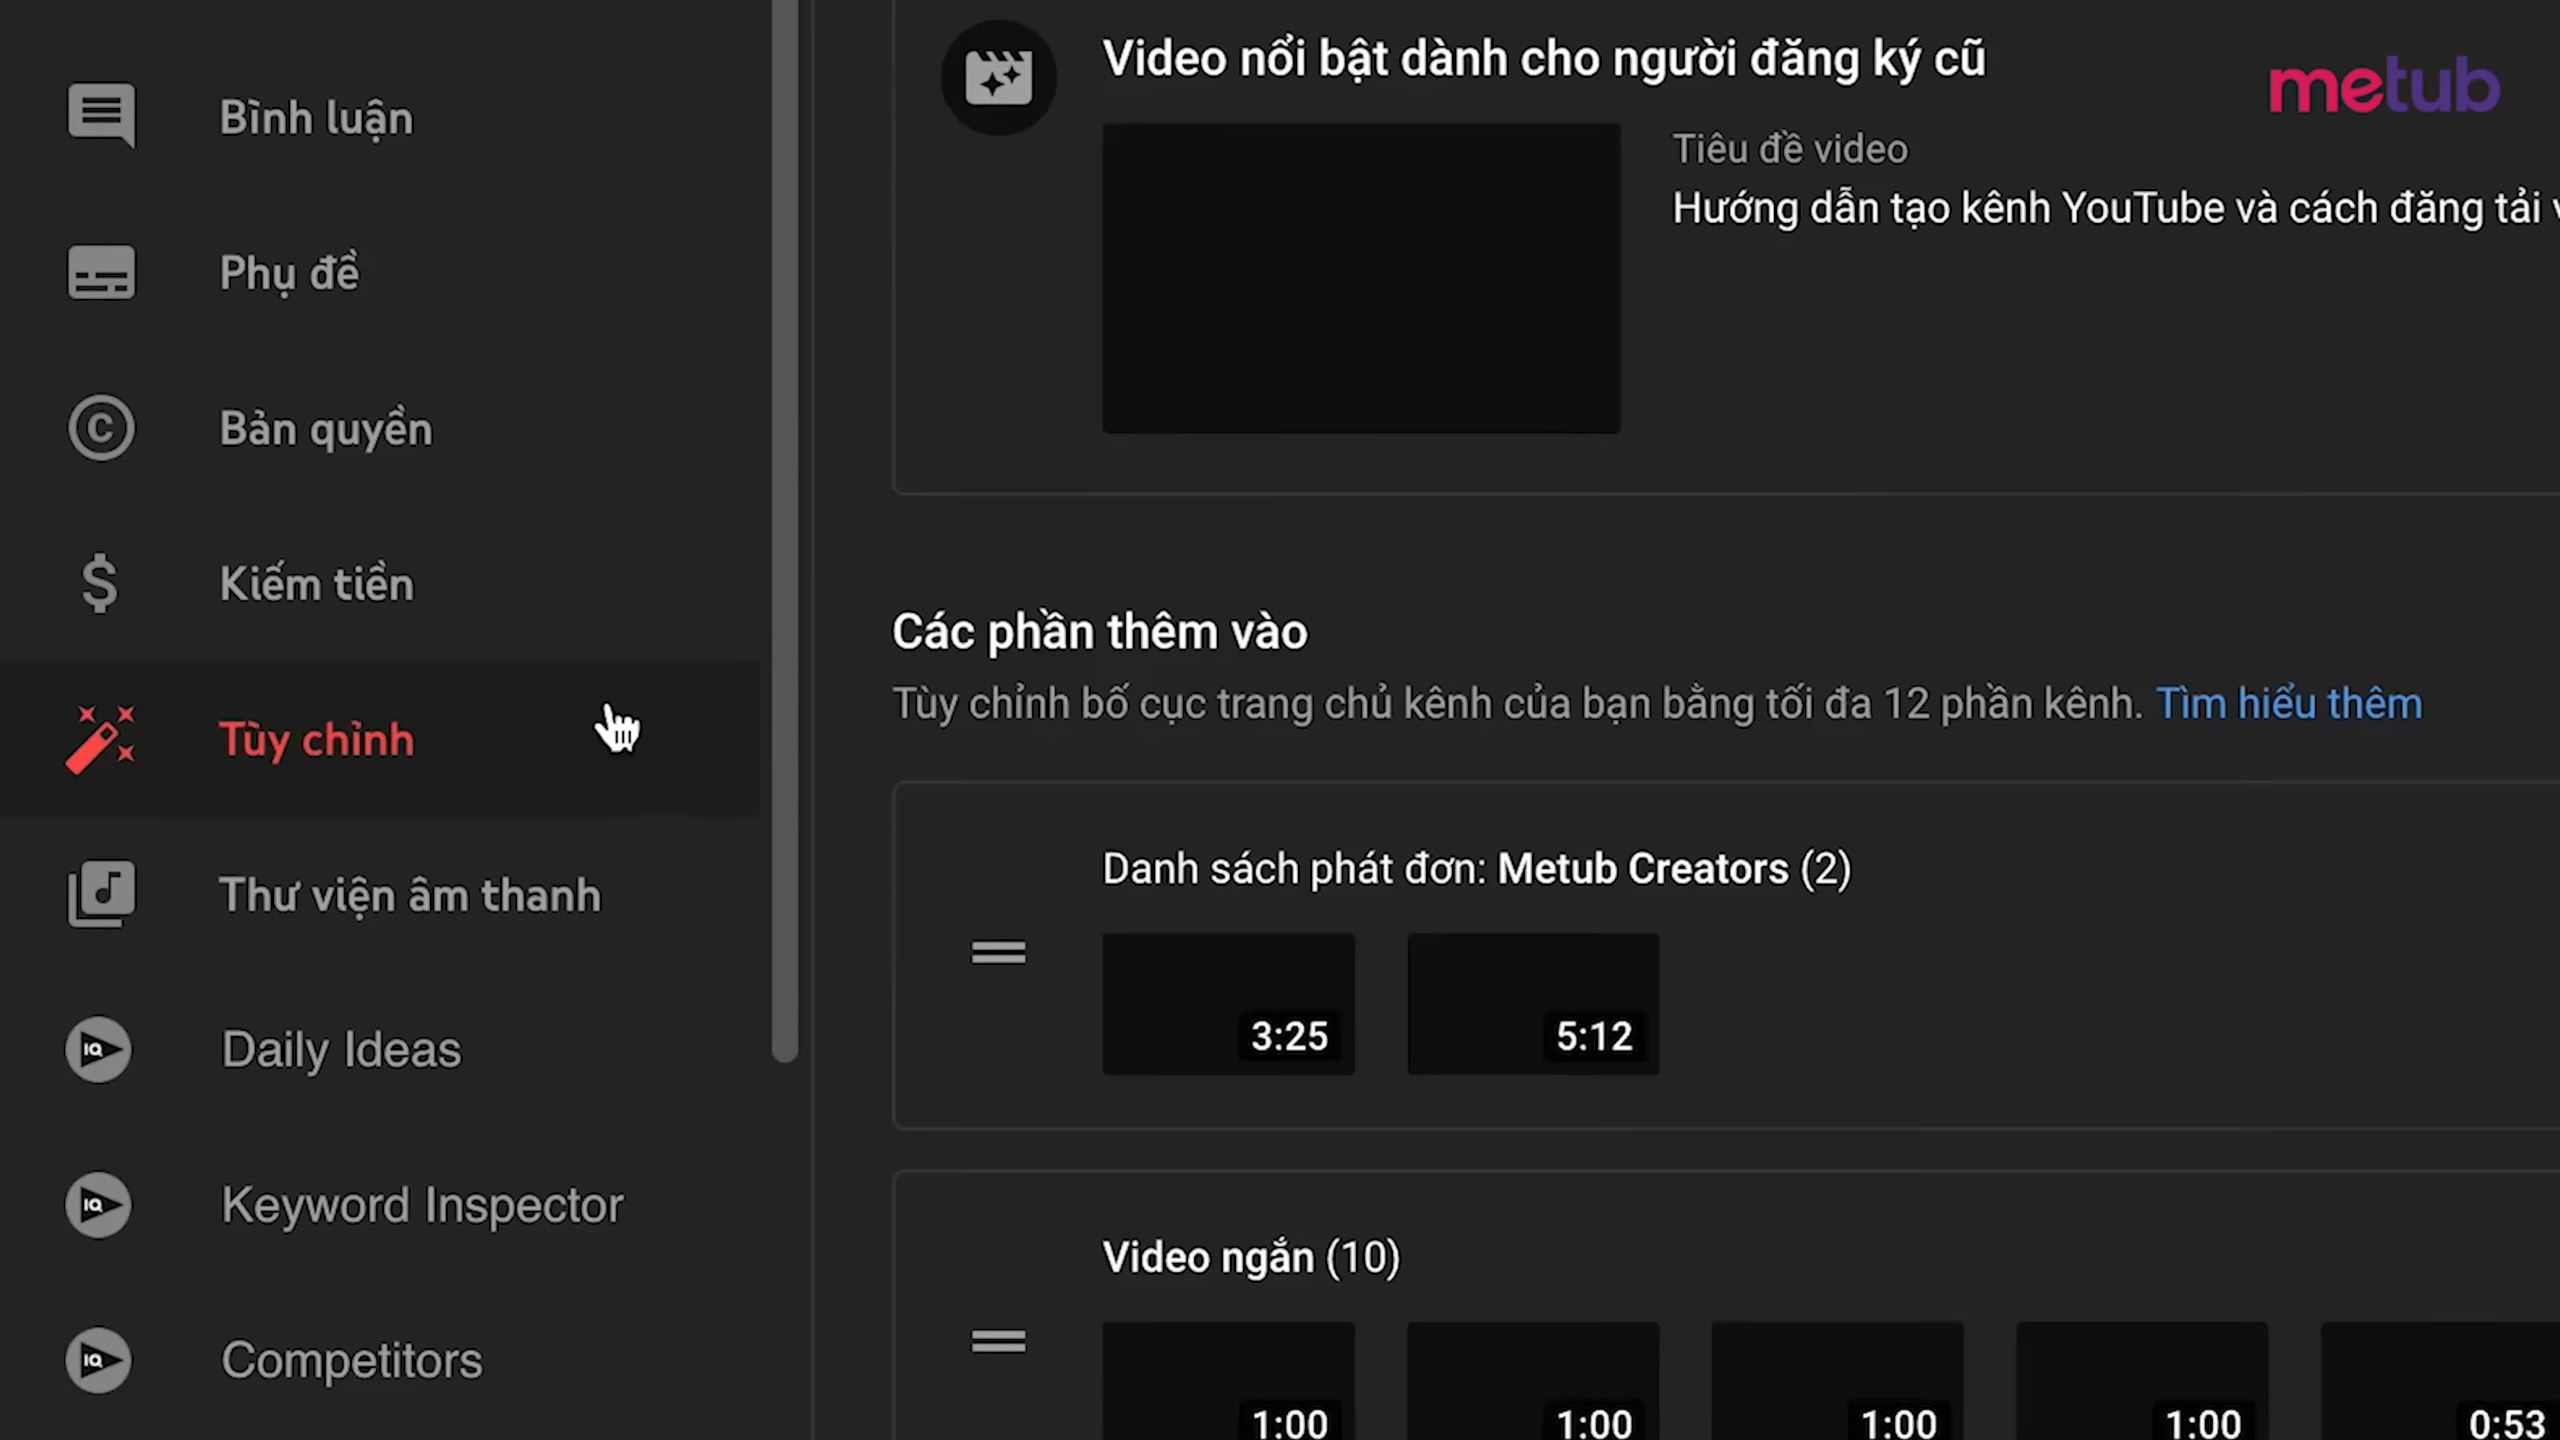 Bình luận
Phụ đề
Bản quyền
Kiếm tiền
Tùy chỉnh
Thư viện âm thanh
Daily Ideas
Keyword Inspector
Competitors
metub
Video nổi bật dành cho người đăng ký cũ
Tiêu đề video
Hướng dẫn tạo kênh YouTube và cách đăng tải
Các phần thêm vào
Tùy chỉnh bố cục trang chủ kênh của bạn bằng tối đa 12 phần kênh. Tìm hiểu thêm
Danh sách phát đơn: Metub Creators (2)
3:25 5:12
Video ngắn (10)
1:00 1:00 1:00 1:00 0:53